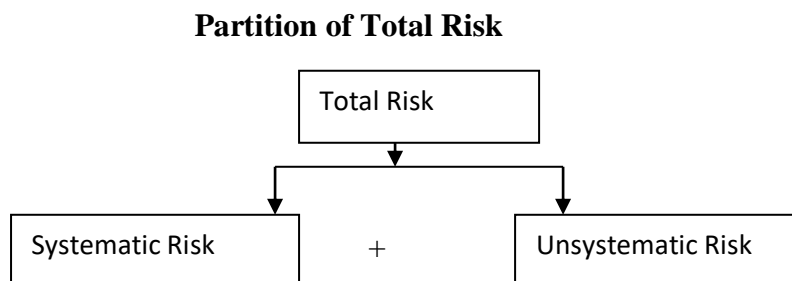 Partition of Total Risk
Total Risk
Systematic Risk + Unsystematic Risk